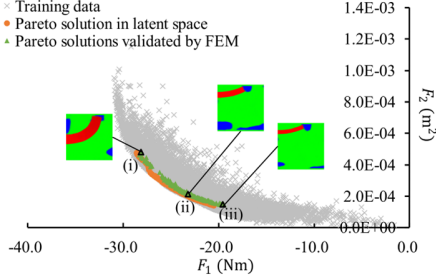 Training data
Pareto solution in latent space
Pareto solutions validated by FEM
1.4E-03
1.2E-03
1.0E-03
8.0E-04
6.0E-04
4.0E-04
2.0E-04
0.0E+00
F₂ (m²)
(i)
(ii)
(iii)
-40.0
-30.0
-20.0
-10.0
0.0
F₁ (Nm)